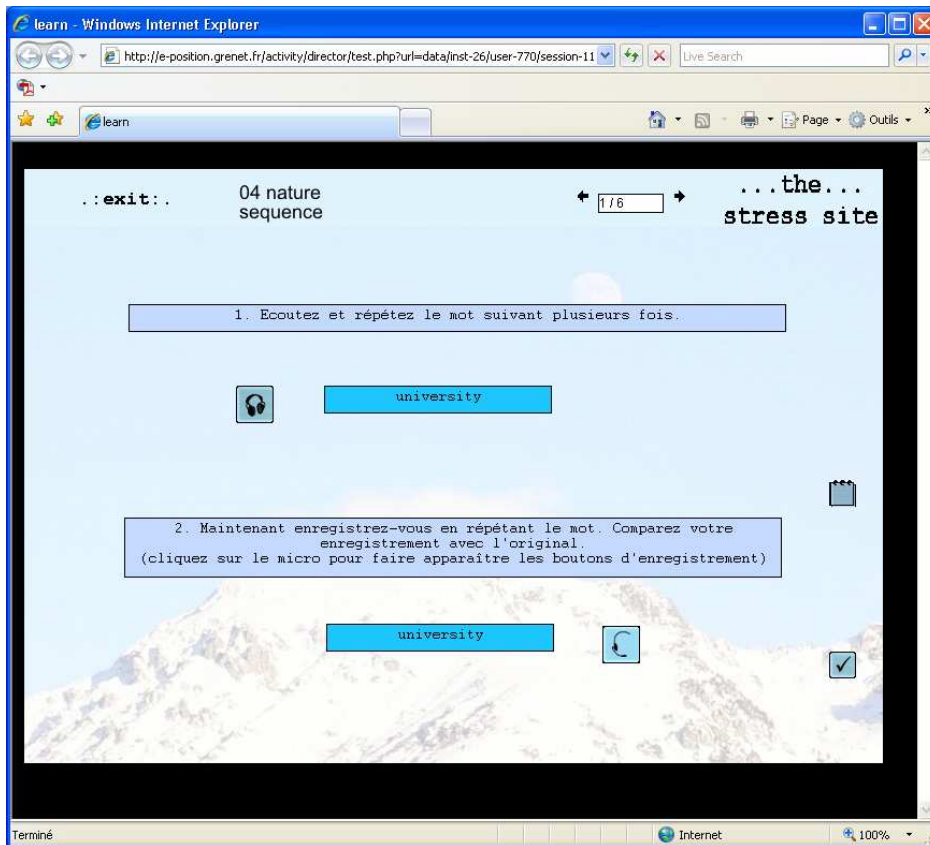 learn - Windows Internet Explorer
http://e-position.grenet.fr/activity/director/test.php?url=data/inst-26/user-770/session-11
Live Search
learn
Page
Outils
»
.:exit:.
04 nature
sequence
1 / 6
...the...
stress site
1. Ecoutez et répétez le mot suivant plusieurs fois.
university
2. Maintenant enregistrez-vous en répétant le mot. Comparez votre
enregistrement avec l'original.
(cliquez sur le micro pour faire apparaître les boutons d'enregistrement)
university
Terminé
Internet
100%